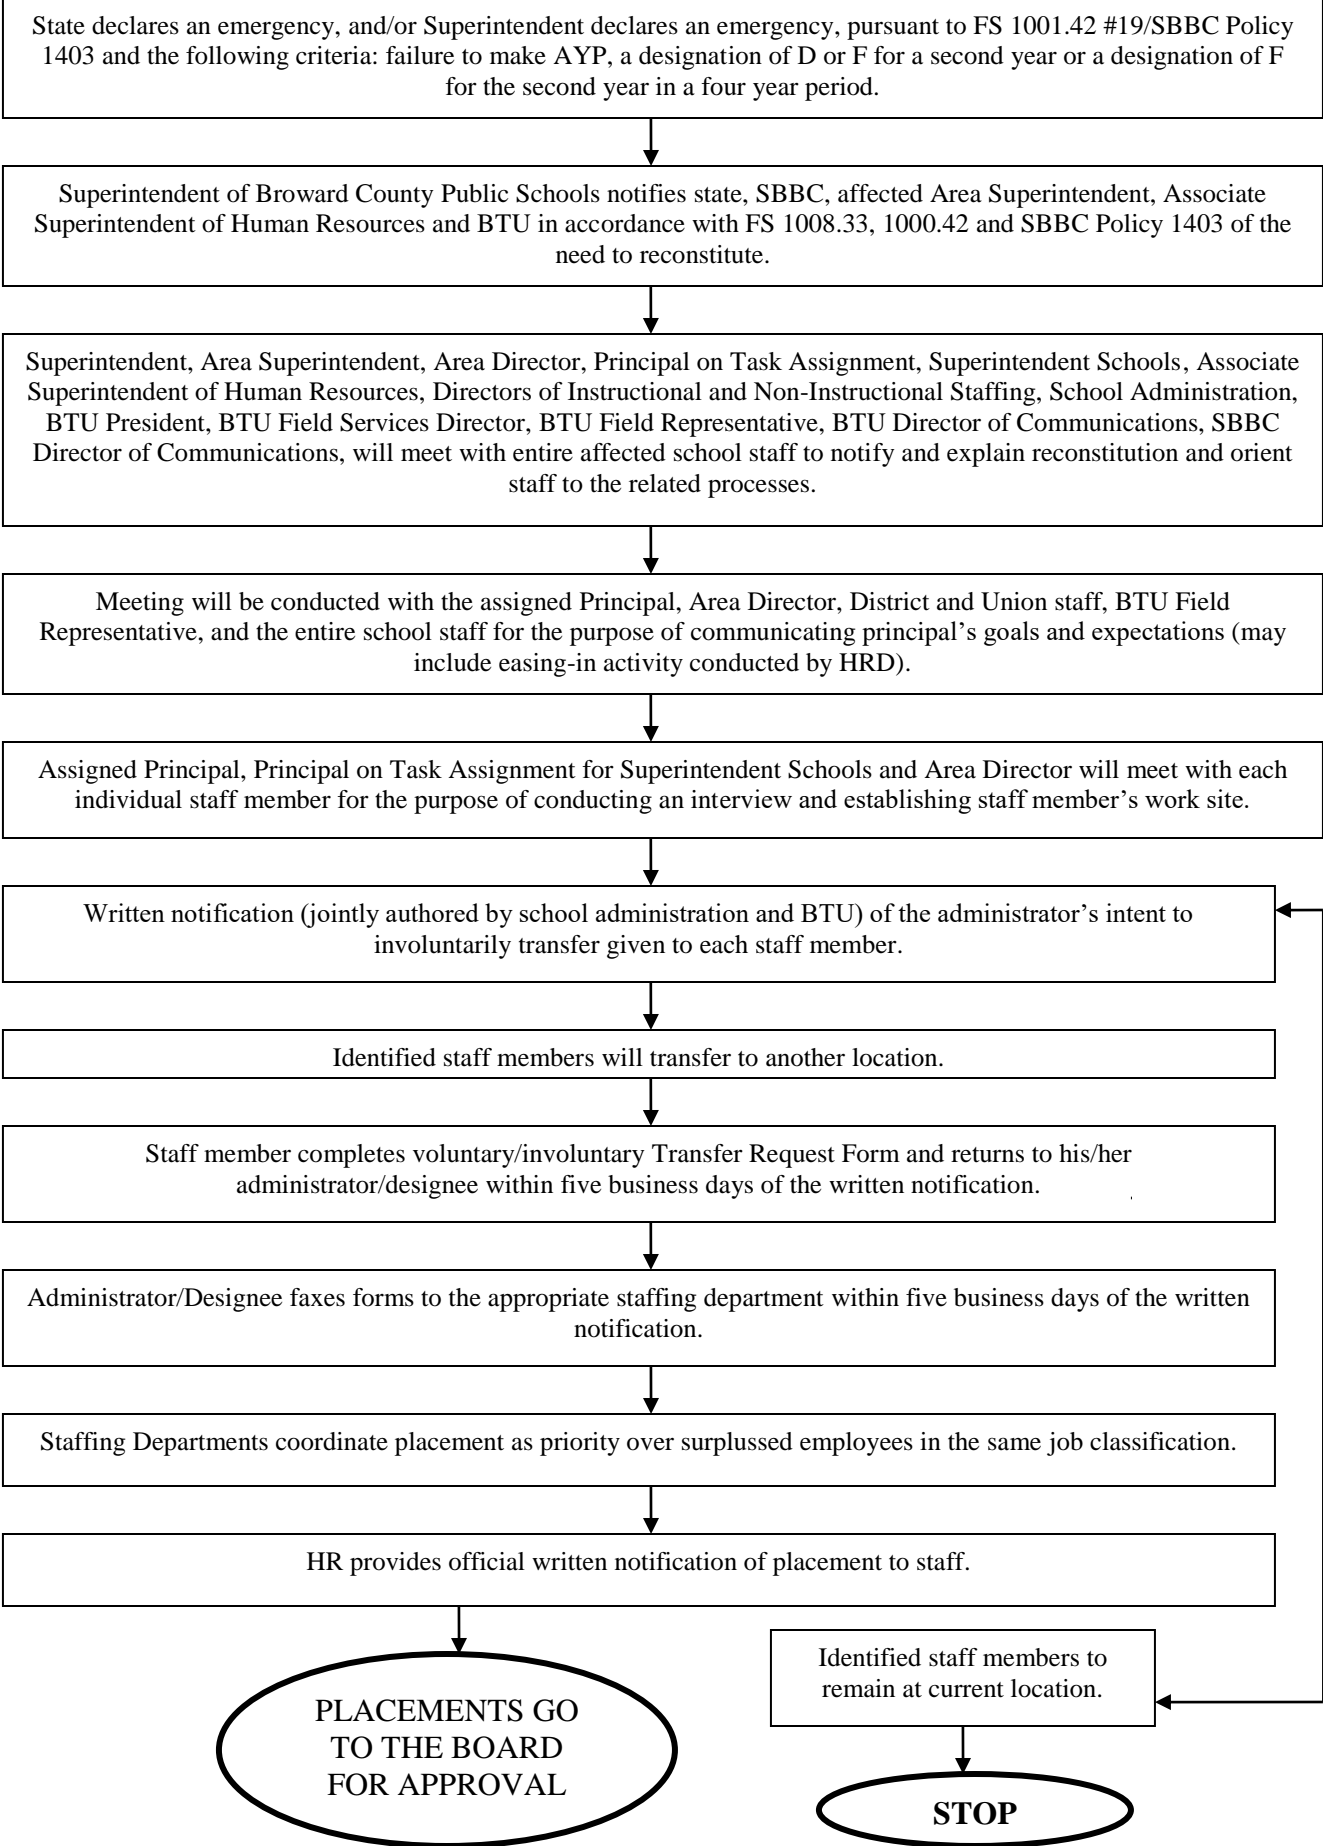 State declares an emergency, and/or Superintendent declares an emergency, pursuant to FS 1001.42 #19/SBBC Policy
1403 and the following criteria: failure to make AYP, a designation of D or F for a second year or a designation of F
for the second year in a four year period.
Superintendent of Broward County Public Schools notifies state, SBBC, affected Area Superintendent, Associate
Superintendent of Human Resources and BTU in accordance with FS 1008.33, 1000.42 and SBBC Policy 1403 of the
need to reconstitute.
Superintendent, Area Superintendent, Area Director, Principal on Task Assignment, Superintendent Schools, Associate
Superintendent of Human Resources, Directors of Instructional and Non-Instructional Staffing, School Administration,
BTU President, BTU Field Services Director, BTU Field Representative, BTU Director of Communications, SBBC
Director of Communications, will meet with entire affected school staff to notify and explain reconstitution and orient
staff to the related processes.
Meeting will be conducted with the assigned Principal, Area Director, District and Union staff, BTU Field
Representative, and the entire school staff for the purpose of communicating principal’s goals and expectations (may
include easing-in activity conducted by HRD).
Assigned Principal, Principal on Task Assignment for Superintendent Schools and Area Director will meet with each
individual staff member for the purpose of conducting an interview and establishing staff member’s work site.
Written notification (jointly authored by school administration and BTU) of the administrator’s intent to
involuntarily transfer given to each staff member.
Identified staff members will transfer to another location.
Staff member completes voluntary/involuntary Transfer Request Form and returns to his/her
administrator/designee within five business days of the written notification.
Administrator/Designee faxes forms to the appropriate staffing department within five business days of the written
notification.
Staffing Departments coordinate placement as priority over surplussed employees in the same job classification.
HR provides official written notification of placement to staff.
PLACEMENTS GO
TO THE BOARD
FOR APPROVAL
Identified staff members to
remain at current location.
STOP